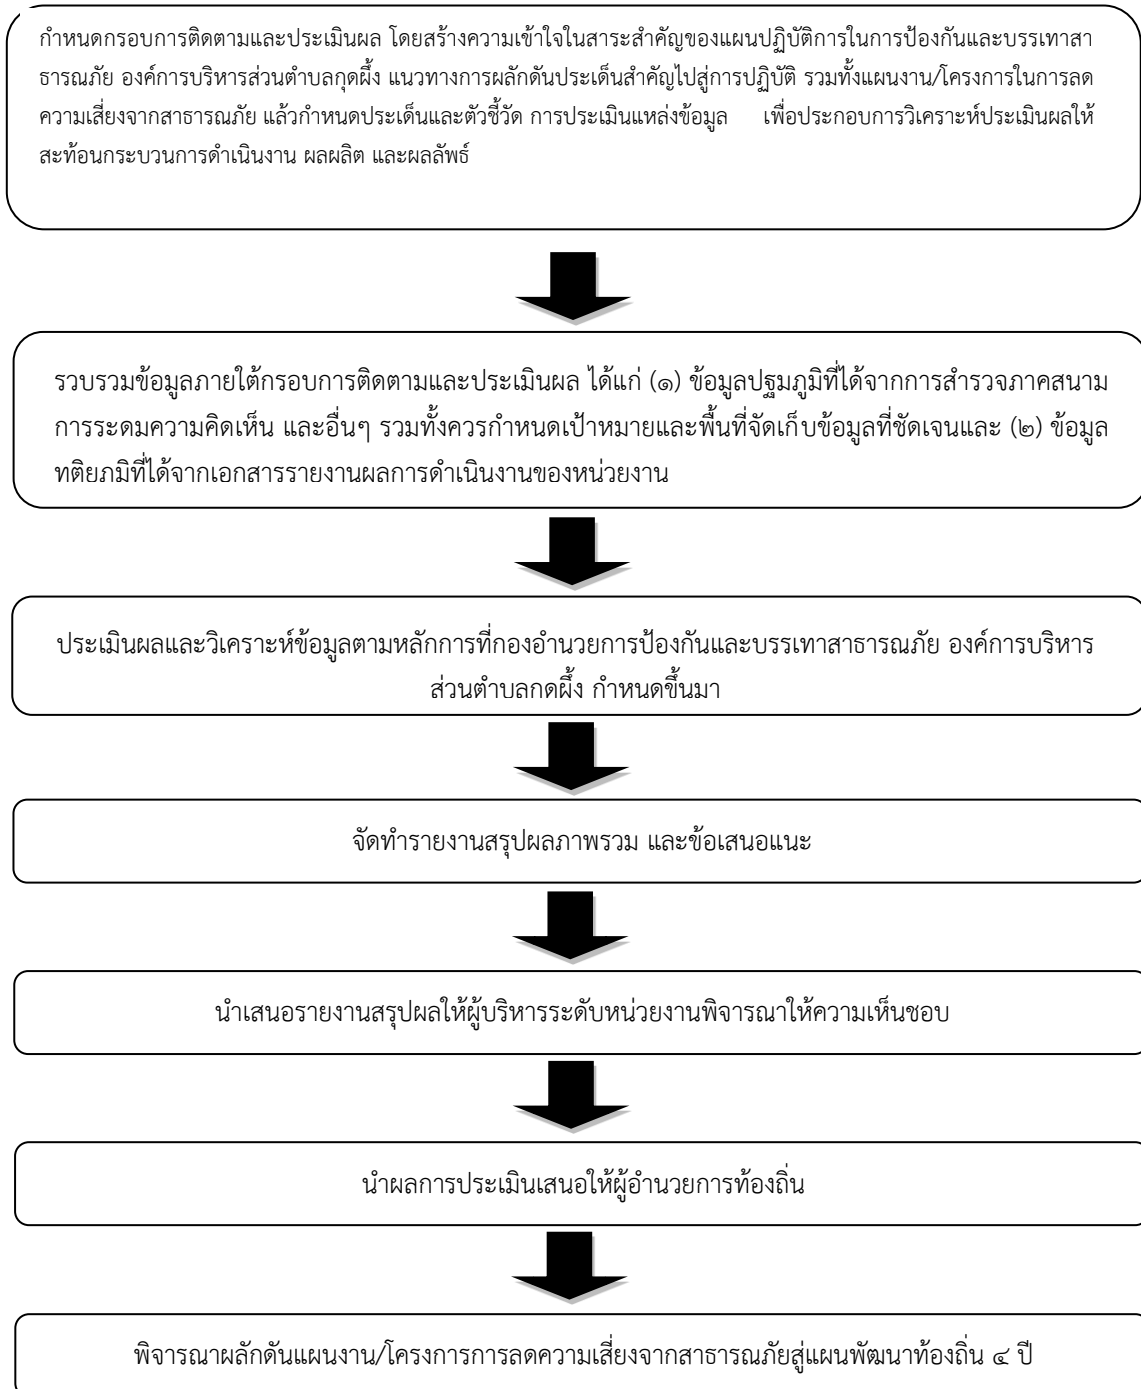 กำหนดกรอบการติดตามและประเมินผล โดยสร้างความเข้าใจในสาระสำคัญของแผนปฏิบัติการในการป้องกันและบรรเทาสา
ธารณภัย องค์การบริหารส่วนตำบลกุดผึ้ง แนวทางการผลักดันประเด็นสำคัญไปสู่การปฏิบัติ รวมทั้งแผนงาน/โครงการในการลด
ความเสี่ยงจากสาธารณภัย แล้วกำหนดประเด็นและตัวชี้วัด การประเมินแหล่งข้อมูล เพื่อประกอบการวิเคราะห์ประเมินผลให้
สะท้อนกระบวนการดำเนินงาน ผลผลิต และผลลัพธ์
รวบรวมข้อมูลภายใต้กรอบการติดตามและประเมินผล ได้แก่ (๑) ข้อมูลปฐมภูมิที่ได้จากการสำรวจภาคสนาม
การระดมความคิดเห็น และอื่นๆ รวมทั้งควรกำหนดเป้าหมายและพื้นที่จัดเก็บข้อมูลที่ชัดเจนและ (๒) ข้อมูล
ทติยภมิที่ได้จากเอกสารรายงานผลการดำเนินงานของหน่วยงาน
ประเมินผลและวิเคราะห์ข้อมูลตามหลักการที่กองอำนวยการป้องกันและบรรเทาสาธารณภัย องค์การบริหาร
ส่วนตำบลกดผึ้ง กำหนดขึ้นมา
จัดทำรายงานสรุปผลภาพรวม และข้อเสนอแนะ
นำเสนอรายงานสรุปผลให้ผู้บริหารระดับหน่วยงานพิจารณาให้ความเห็นชอบ
นำผลการประเมินเสนอให้ผู้อำนวยการท้องถิ่น
พิจารณาผลักดันแผนงาน/โครงการการลดความเสี่ยงจากสาธารณภัยสู่แผนพัฒนาท้องถิ่น ๔ ปี